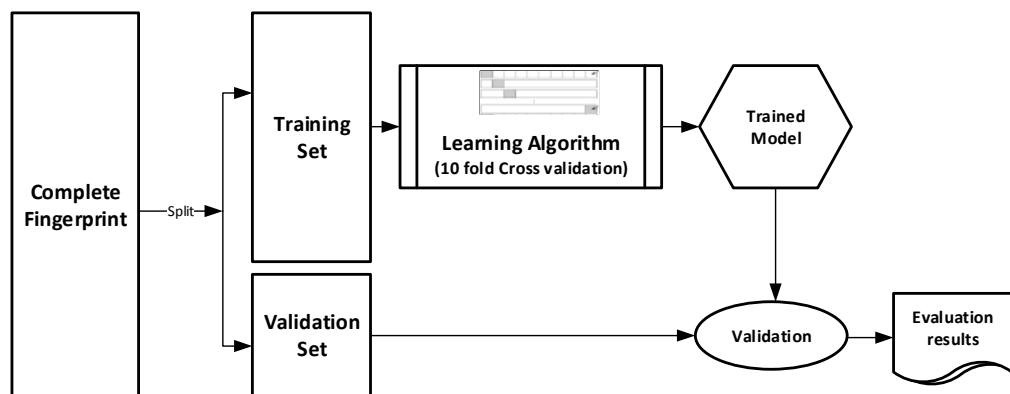 Complete
Fingerprint
Split
Training
Set
Validation
Set
Learning Algorithm
(10 fold Cross validation)
Trained
Model
Validation
Evaluation
results